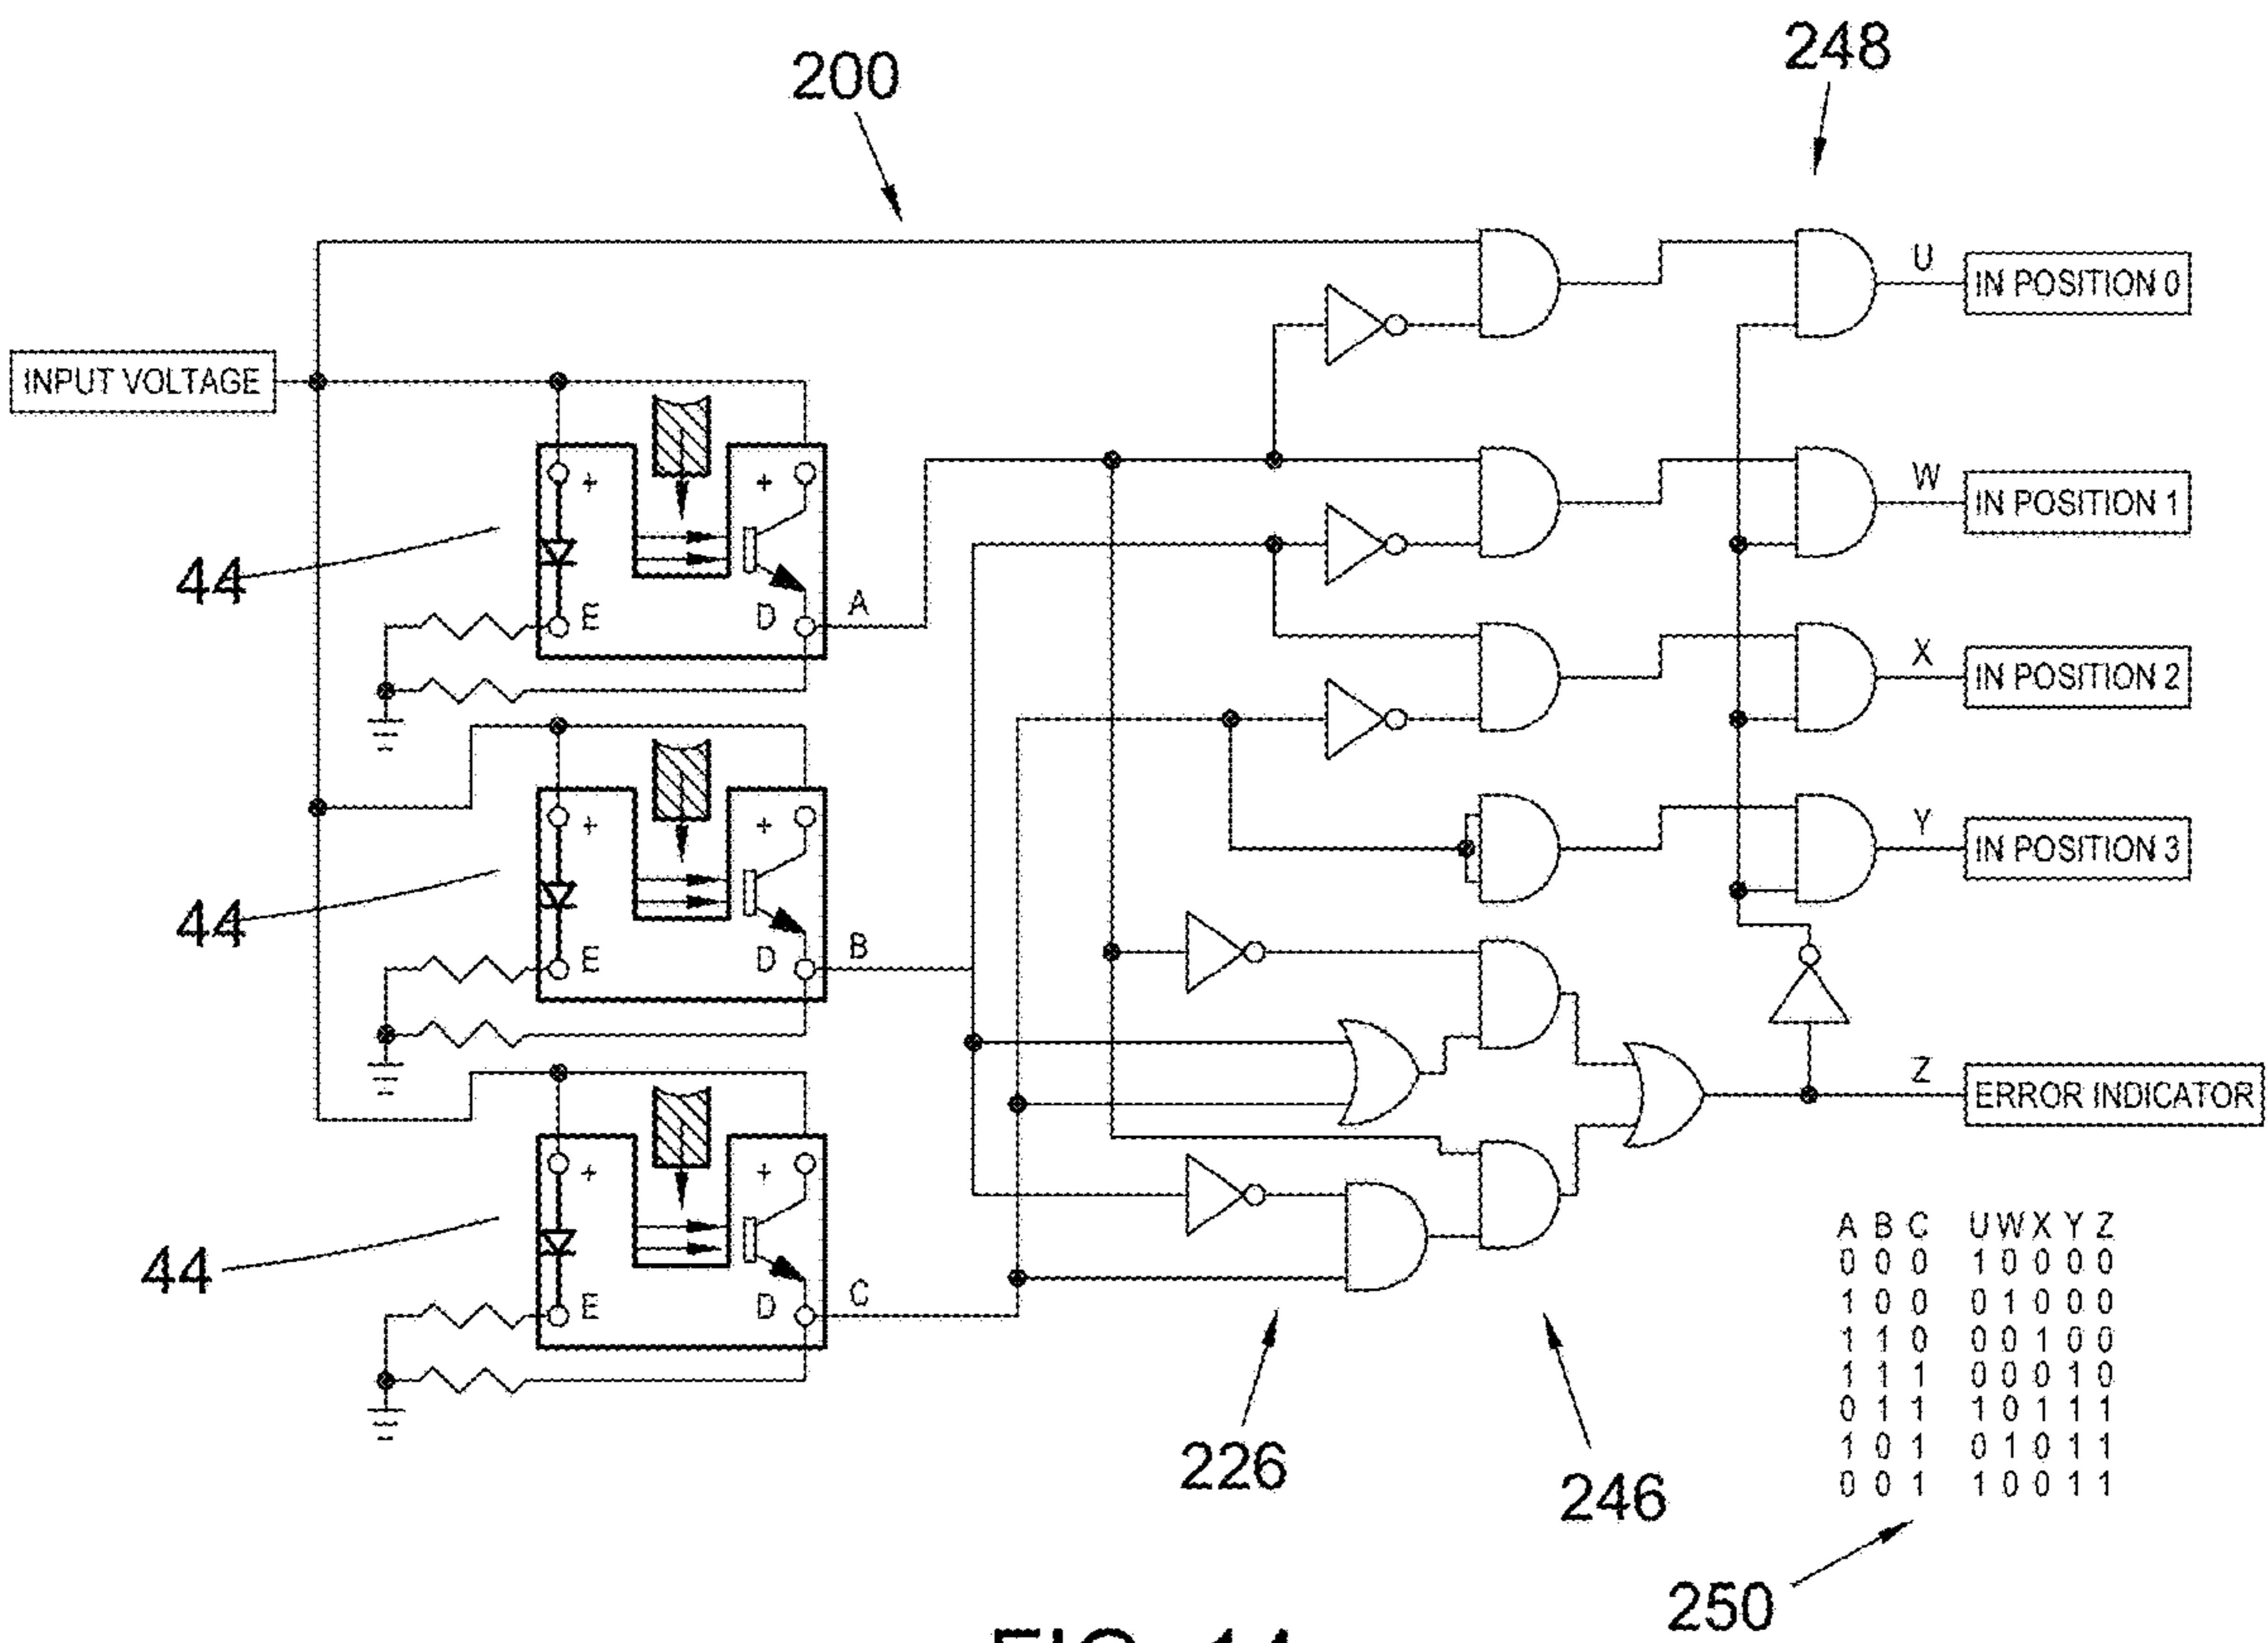 200
248
U
IN POSITION 0
INPUT VOLTAGE
W
IN POSITION 1
+ +
44
E D A
X
IN POSITION 2
Y
IN POSITION 3
+ +
44
E D B
Z
ERROR INDICATOR
+ +
44
E D C
A B C U W X Y Z
0 0 0 1 0 0 0 0
1 0 0 0 1 0 0 0
1 1 0 0 0 1 0 0
1 1 1 0 0 0 1 0
0 1 1 1 0 1 1 1
1 0 1 0 1 0 1 1
0 0 1 1 0 0 1 1
226
246
250